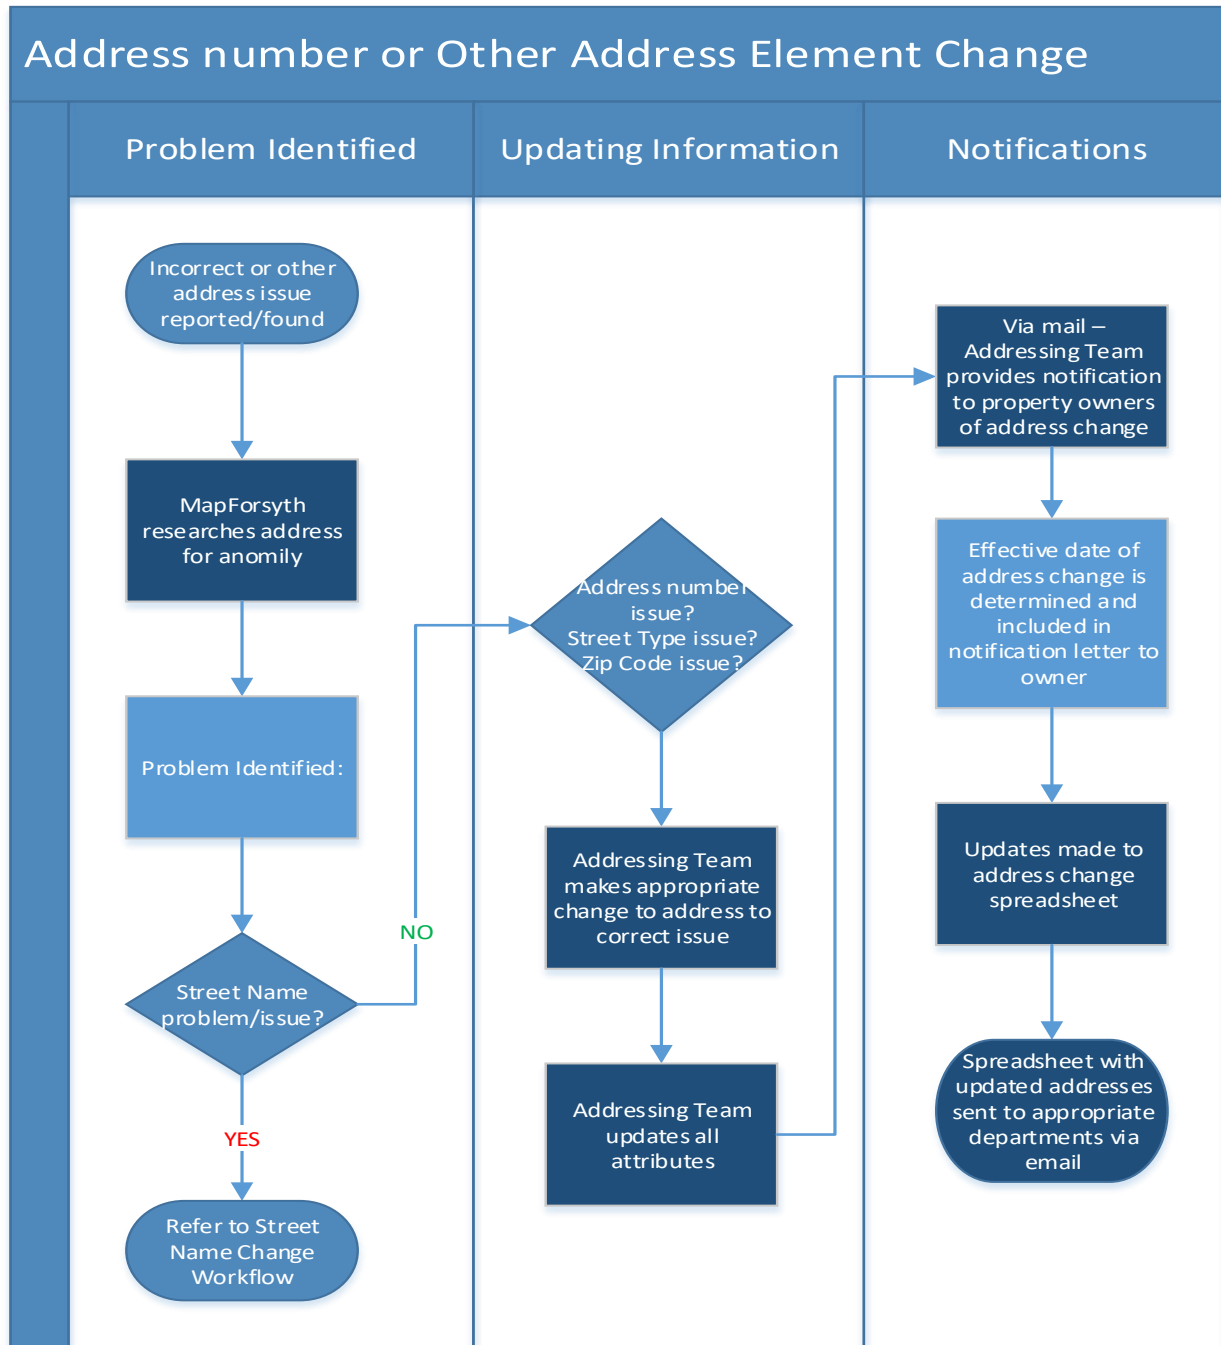 Address number or Other Address Element Change
Problem Identified
Updating Information
Notifications
Incorrect or other
address issue
reported/found
MapForsyth
researches address
for anomily
Problem Identified:
Street Name
problem/issue?
YES
NO
Refer to Street
Name Change
Workflow
Address number
issue?
Street Type issue?
Zip Code issue?
Addressing Team
makes appropriate
change to address to
correct issue
Addressing Team
updates all
attributes
Via mail –
Addressing Team
provides notification
to property owners
of address change
Effective date of
address change is
determined and
included in
notification letter to
owner
Updates made to
address change
spreadsheet
Spreadsheet with
updated addresses
sent to appropriate
departments via
email